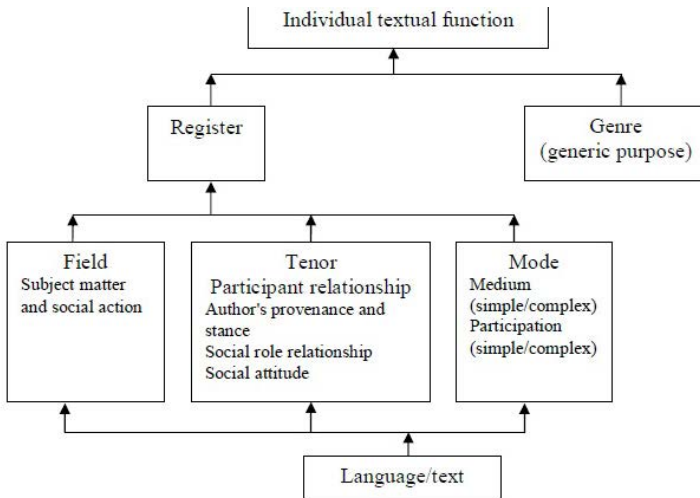 Individual textual function
Register
Genre
(generic purpose)
Field
Subject matter
and social action
Tenor
Participant relationship
Author's provenance and
stance
Social role relationship
Social attitude
Mode
Medium
(simple/complex)
Participation
(simple/complex)
Language/text